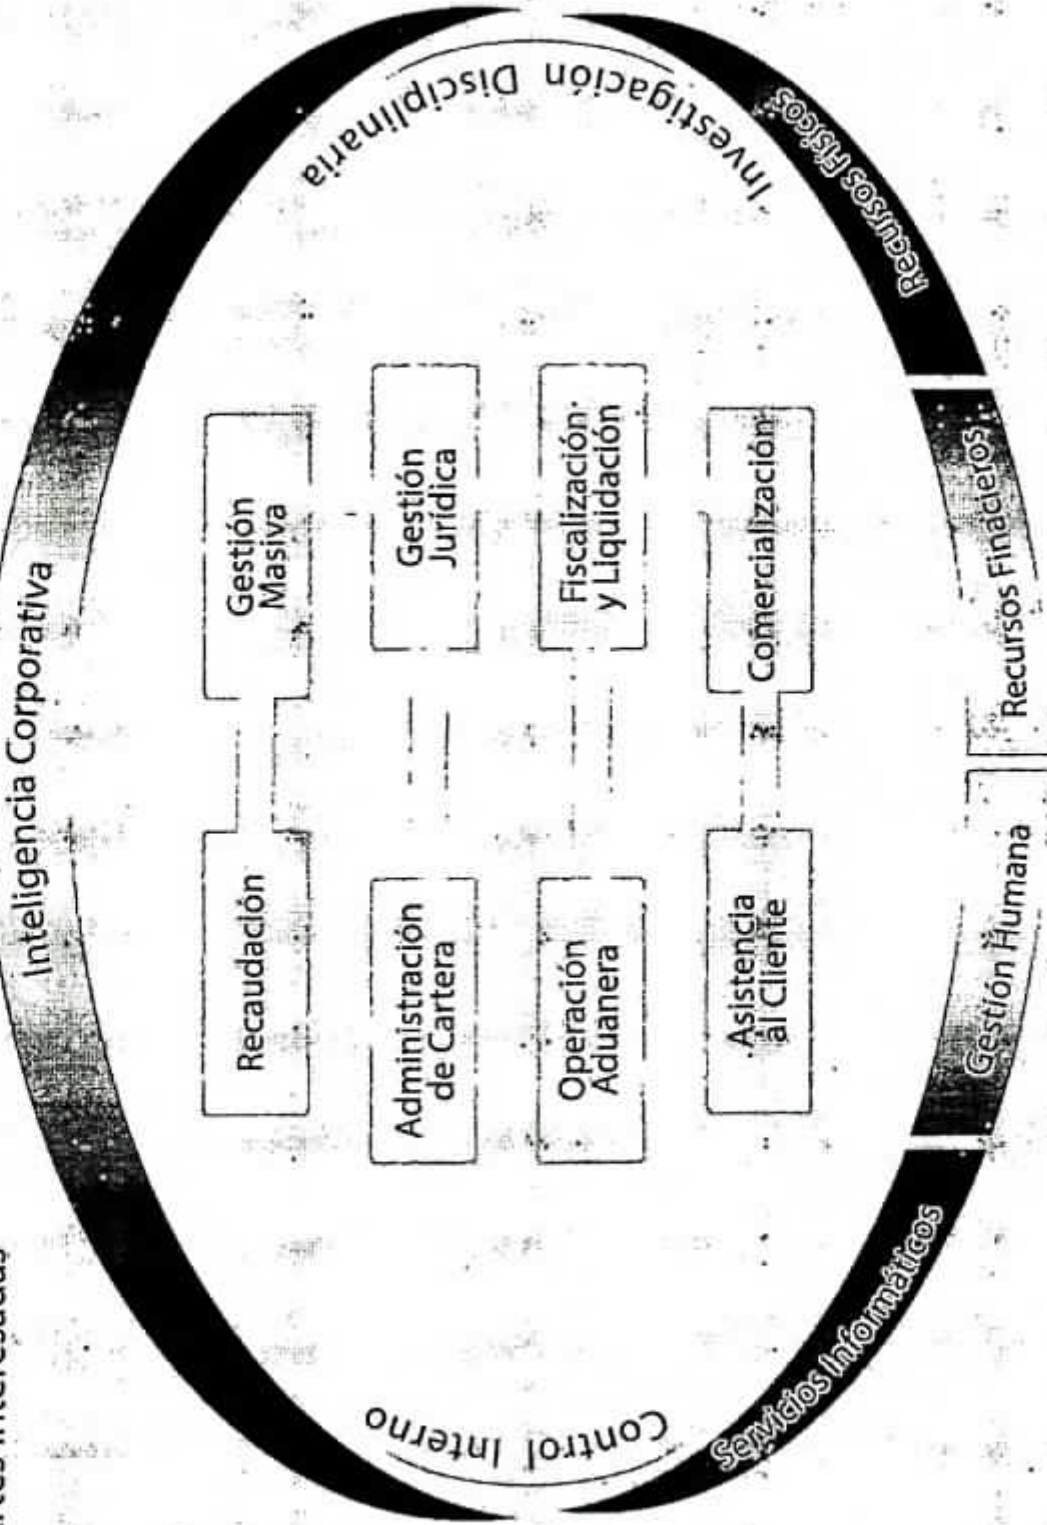 Inteligencia Corporativa
Investigación Disciplinaria
Control Interno
Recaudación
Gestión
Masiva
Administración
de Cartera
Gestión
Jurídica
Operación
Aduanera
Fiscalización
y Liquidación
Asistencia
al Cliente
Comercialización
Servicios Informáticos
Gestión Humana
Recursos Finacieros
Recursos Físicos